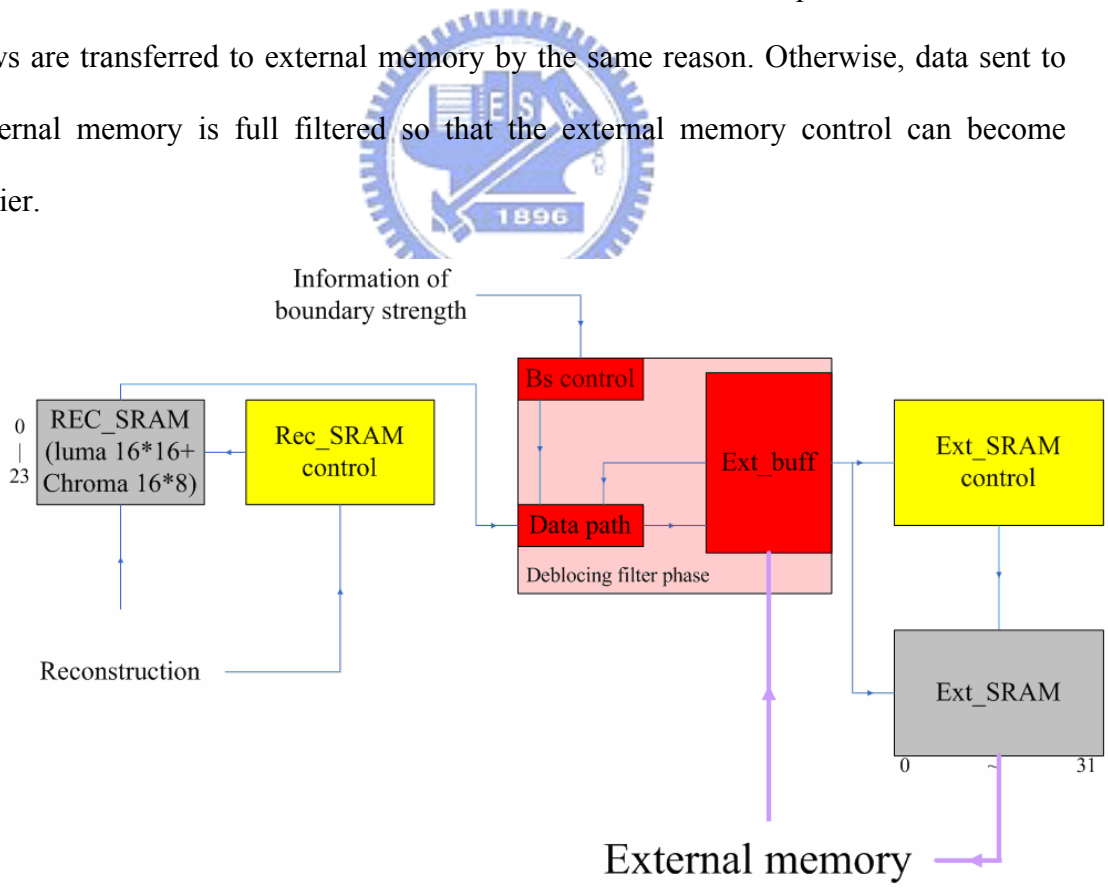 ws are transferred to external memory by the same reason. Otherwise, data sent to
ernal memory is full filtered so that the external memory control can become
ier.
E S A
1896
Information of
boundary strength
Bs control
0
|
23
REC_SRAM
(luma 16*16+
Chroma 16*8)
Rec_SRAM
control
Ext_buff
Ext_SRAM
control
Data path
Deblocing filter phase
Reconstruction
Ext_SRAM
0 ~ 31
External memory